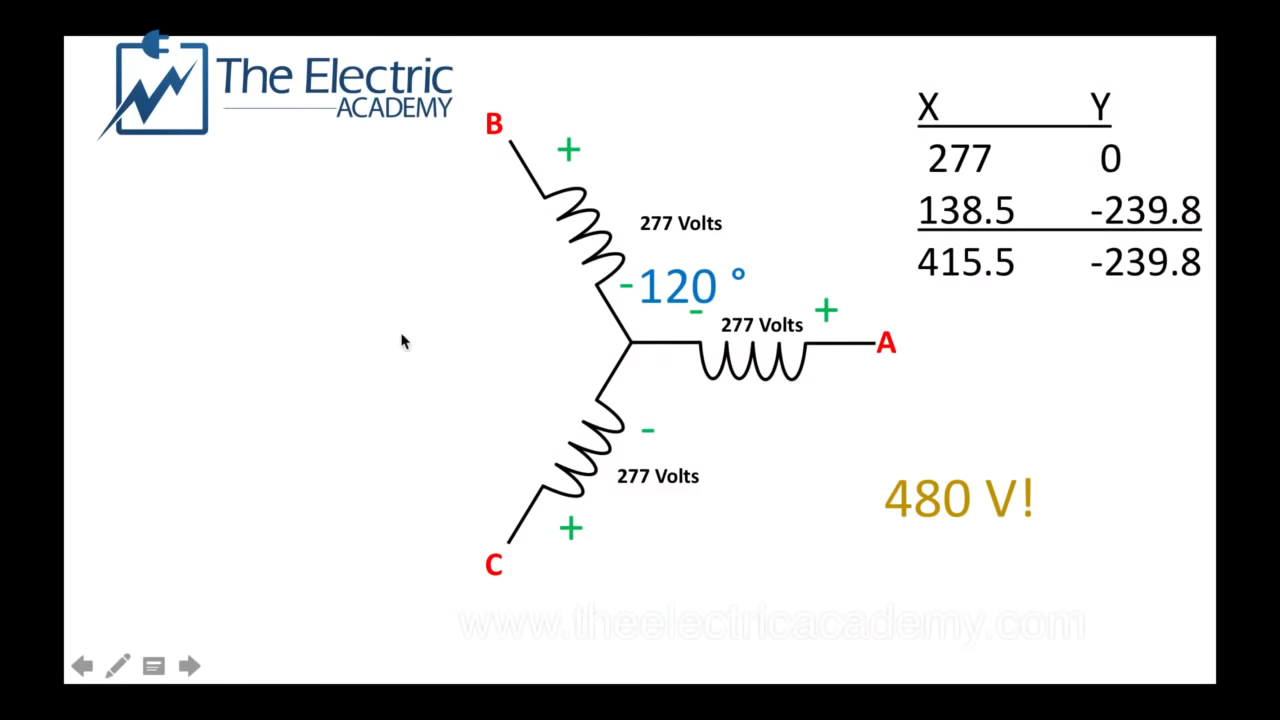 The Electric
ACADEMY
B
+
X Y
277 0
138.5 -239.8
415.5 -239.8
277 Volts
-
120 °
-
+
277 Volts
A
-
277 Volts
+
C
480 V!
www.theelectricacademy.com